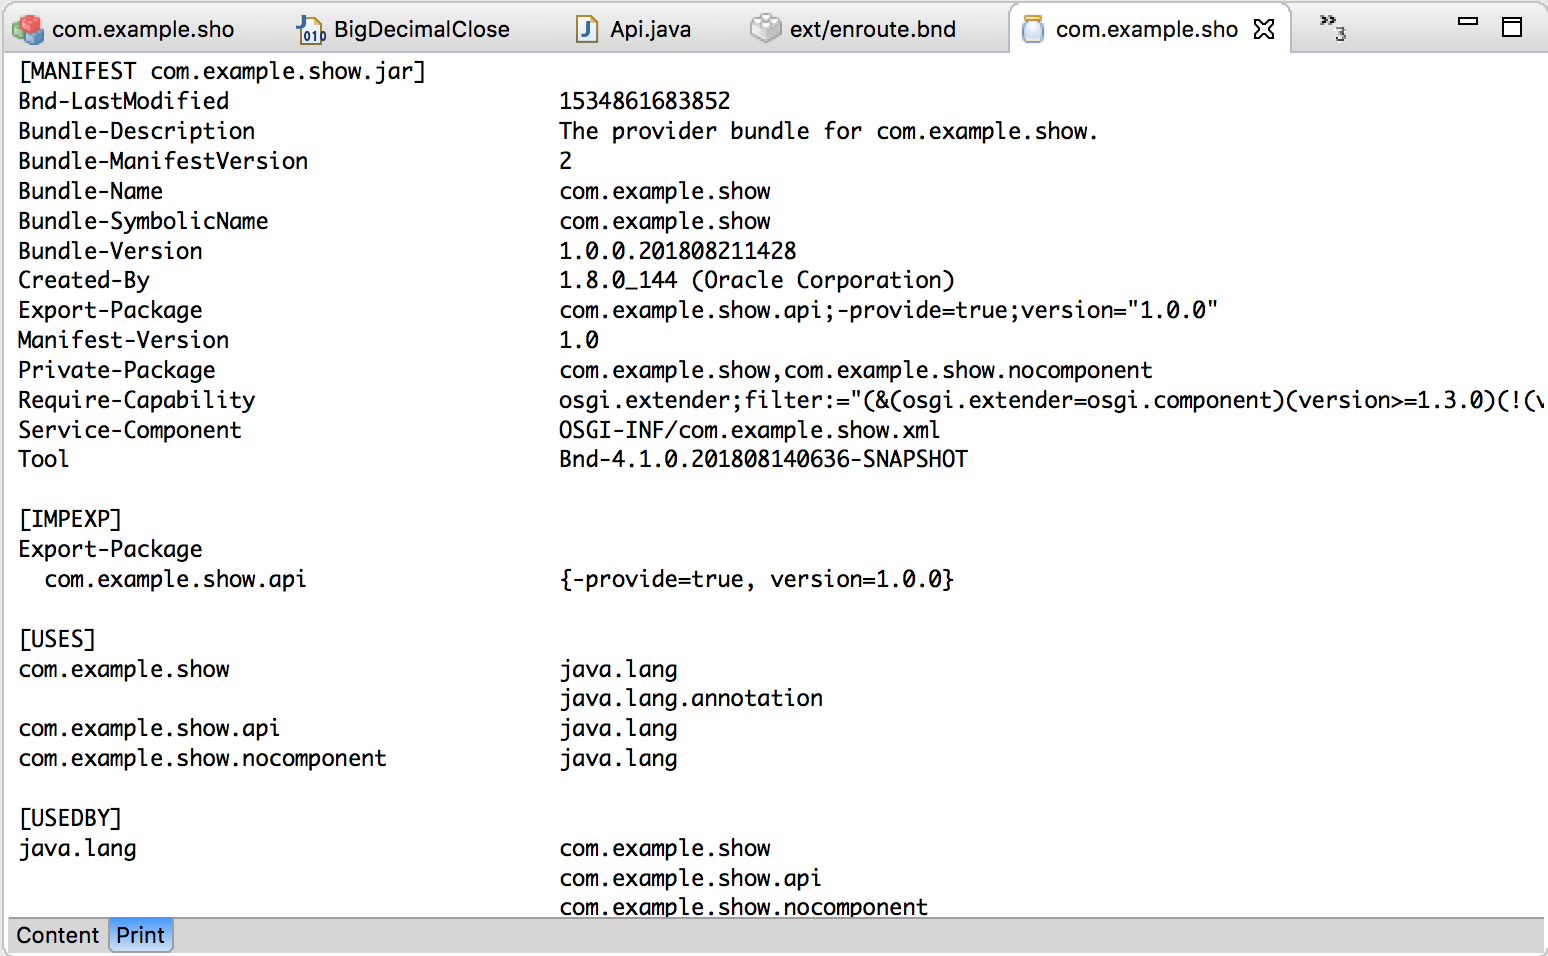 com.example.sho BigDecimalClose Api.java ext/enroute.bnd com.example.sho »3
[MANIFEST com.example.show.jar]
Bnd-LastModified 1534861683852
Bundle-Description The provider bundle for com.example.show.
Bundle-ManifestVersion 2
Bundle-Name com.example.show
Bundle-SymbolicName com.example.show
Bundle-Version 1.0.0.201808211428
Created-By 1.8.0_144 (Oracle Corporation)
Export-Package com.example.show.api;-provide=true;version="1.0.0"
Manifest-Version 1.0
Private-Package com.example.show,com.example.show.nocomponent
Require-Capability osgi.extender;filter:="(&(osgi.extender=osgi.component)(version>=1.3.0)(!(v
Service-Component OSGI-INF/com.example.show.xml
Tool Bnd-4.1.0.201808140636-SNAPSHOT
[IMPEXP]
Export-Package
com.example.show.api {-provide=true, version=1.0.0}
[USES]
com.example.show java.lang
java.lang.annotation
com.example.show.api java.lang
com.example.show.nocomponent java.lang
[USEDBY]
java.lang com.example.show
com.example.show.api
com.example.show.nocomponent
Content Print